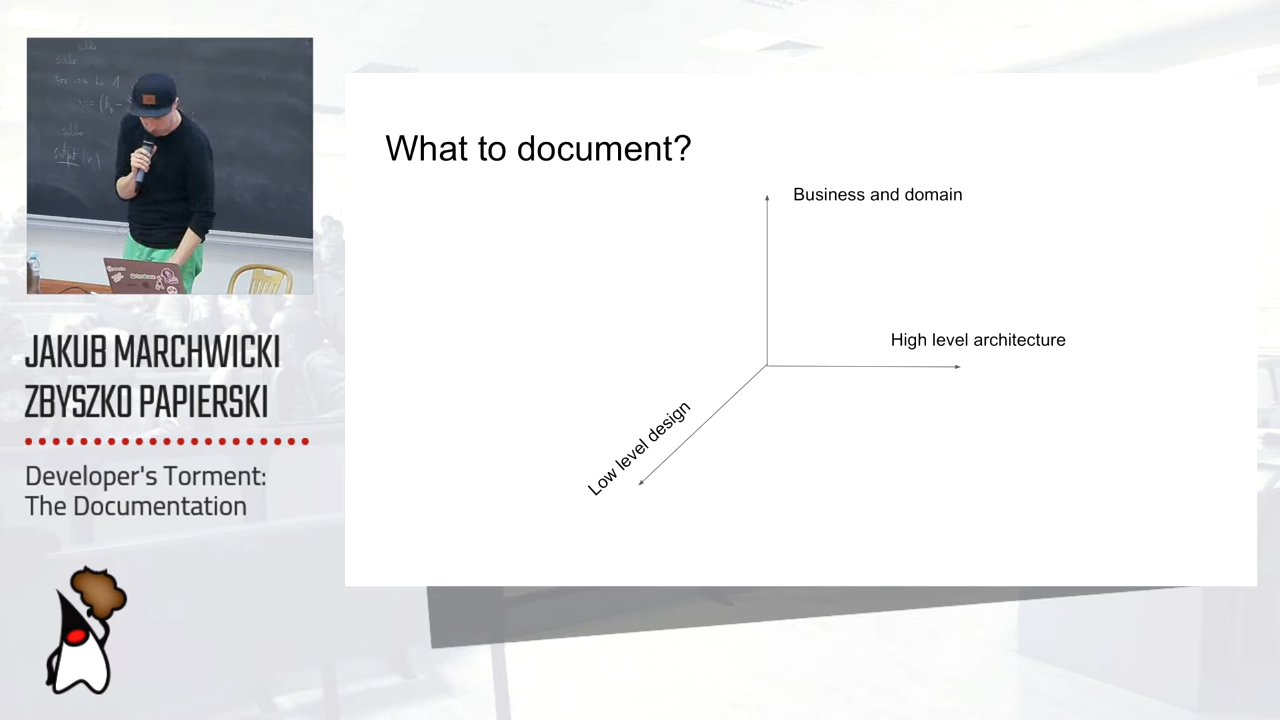 What to document?
Business and domain
High level architecture
Low level design
JAKUB MARCHWICKI
ZBYSZKO PAPIERSKI
Developer's Torment:
The Documentation